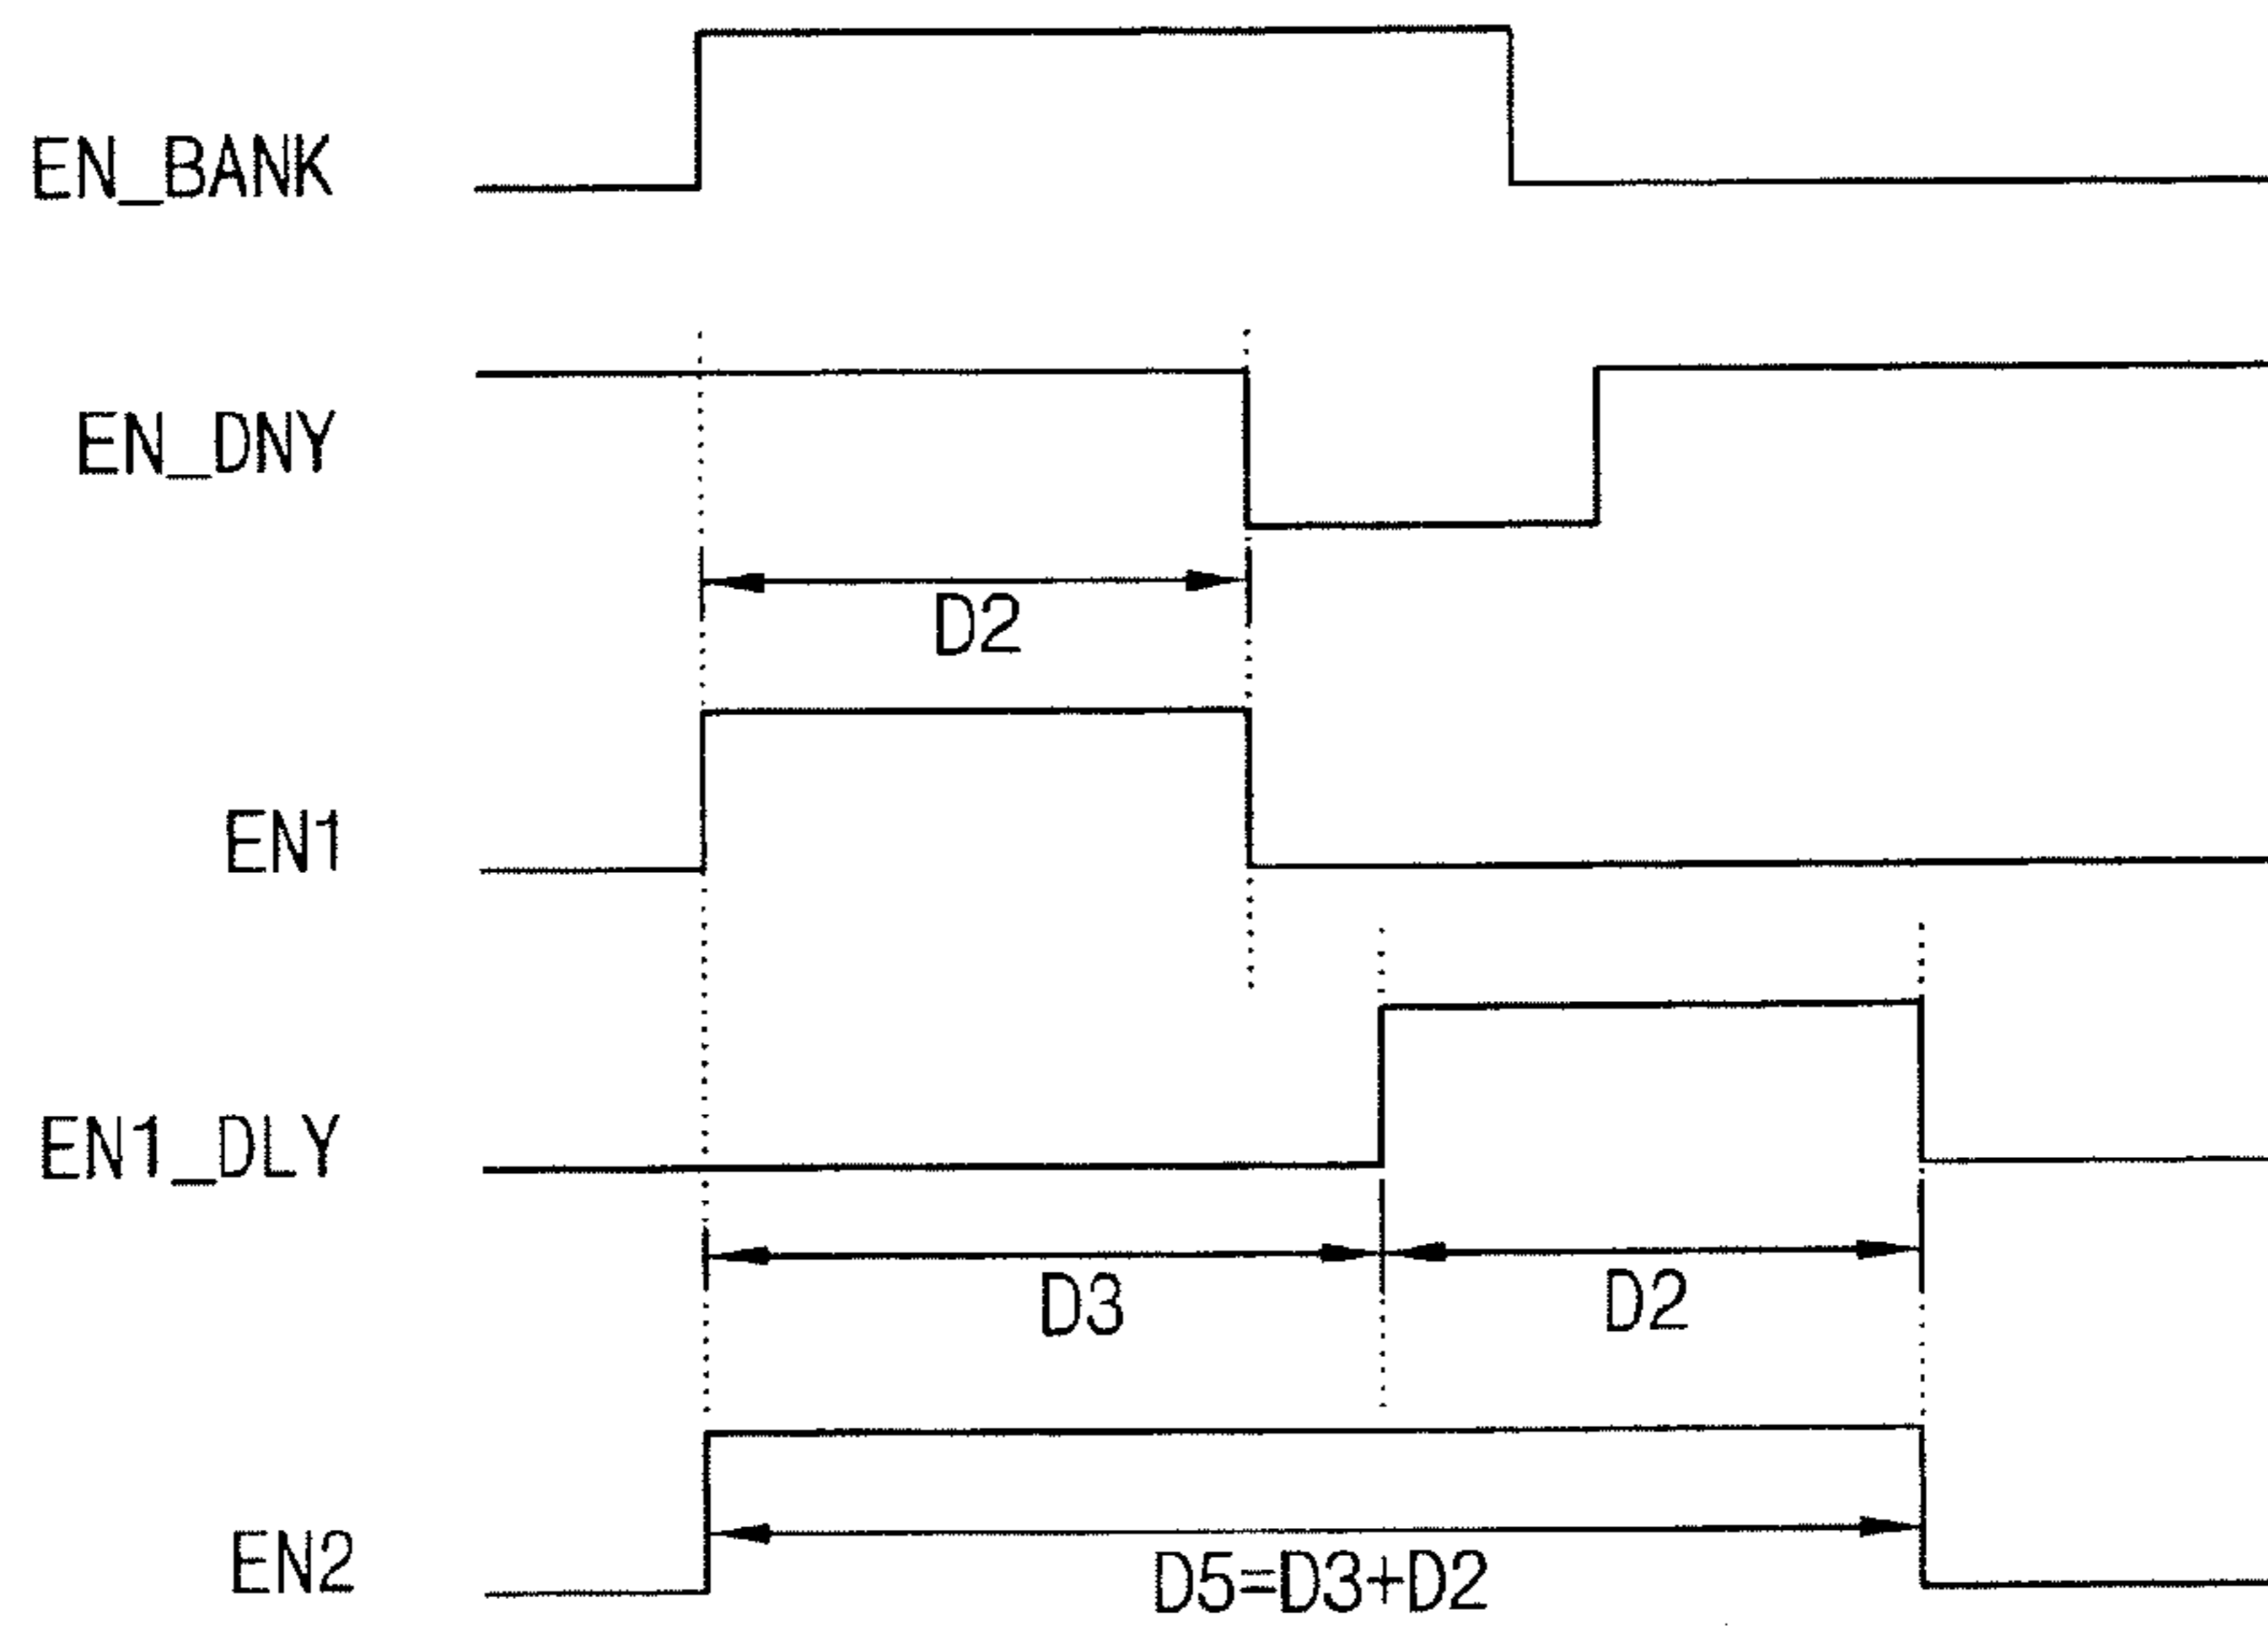 EN_BANK
EN_DNY
D2
EN1
EN1_DLY
D3 D2
EN2
D5=D3+D2